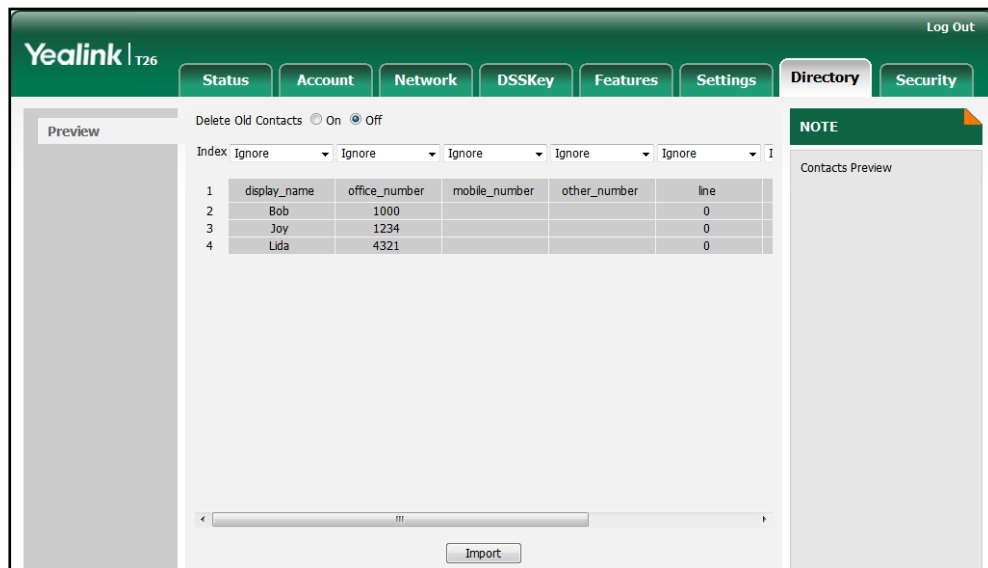 Log Out
Yealink T26
Status Account Network DSSKey Features Settings Directory Security
Preview
Delete Old Contacts On Off
NOTE
Index Ignore Ignore Ignore Ignore Ignore I
Contacts Preview
1 display_name office_number mobile_number other_number line
2 Bob 1000 0
3 Joy 1234 0
4 Lida 4321 0
Import